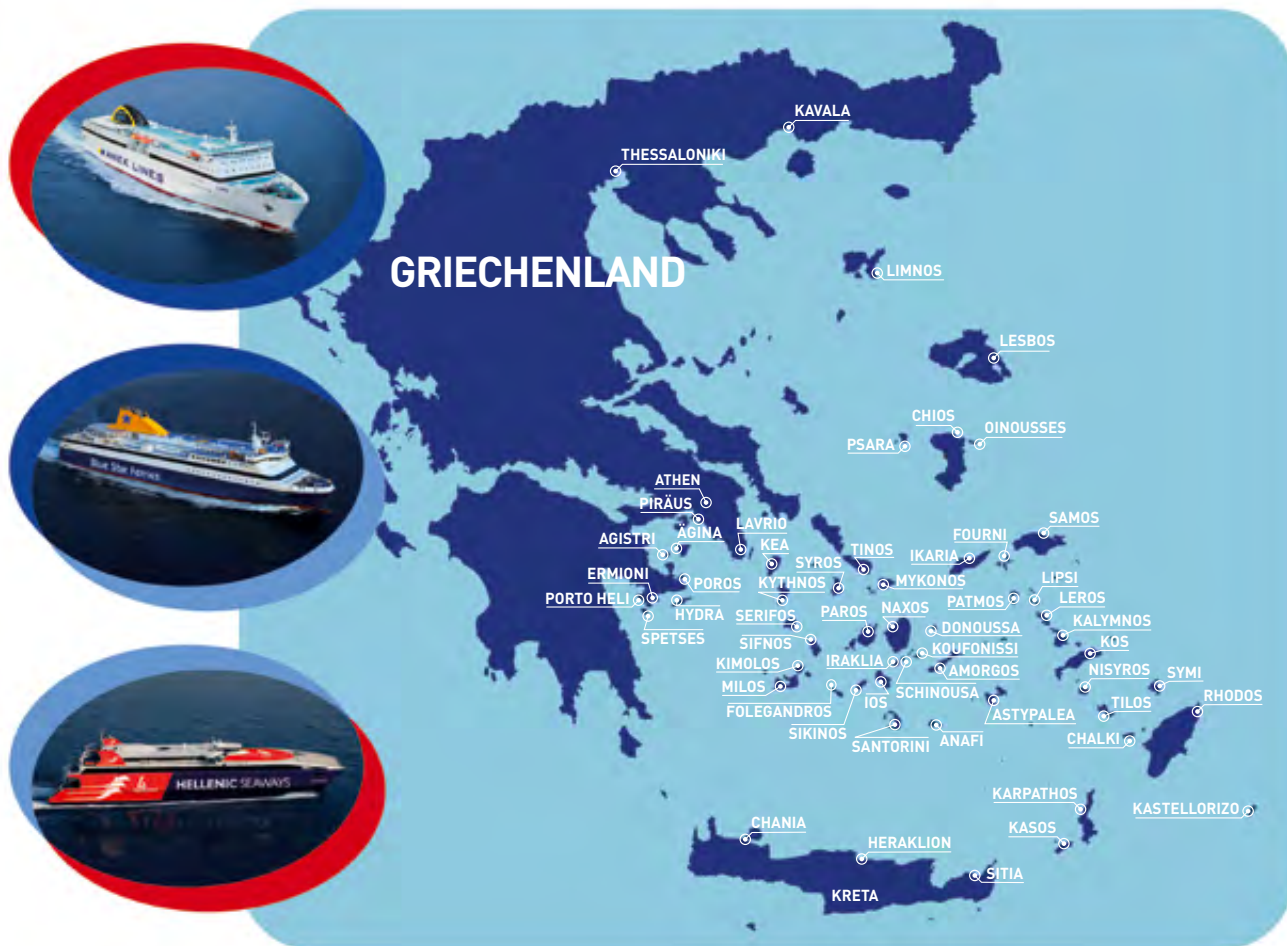 KAVALA
THESSALONIKI
ANEK LINES
GRIECHENLAND
LIMNOS
LESBOS
CHIOS
OINOUSSES
PSARA
Blue Star Ferries
ATHEN
PIRÄUS
LAVRIO
SAMOS
FOURNI
ÄGINA
AGISTRI
KEA
TINOS
IKARIA
SYROS
ERMIONI
POROS
KYTHNOS
MYKONOS
LIPSI
PORTO HELI
HYDRA
PATMOS
LEROS
SERIFOS
PAROS
NAXOS
SPETSES
DONOUSSA
KALYMNOS
SIFNOS
KOUFONISSI
KOS
KIMOLOS
IRAKLIA
AMORGOS
MILOS
SCHINOUSA
NISYROS
SYMI
FOLEGANDROS
IOS
ASTYPALEA
TILOS
RHODOS
SIKINOS
SANTORINI
ANAFI
CHALKI
HELLENIC SEAWAYS
KARPATHOS
KASTELLORIZO
CHANIA
KASOS
HERAKLION
SITIA
KRETA